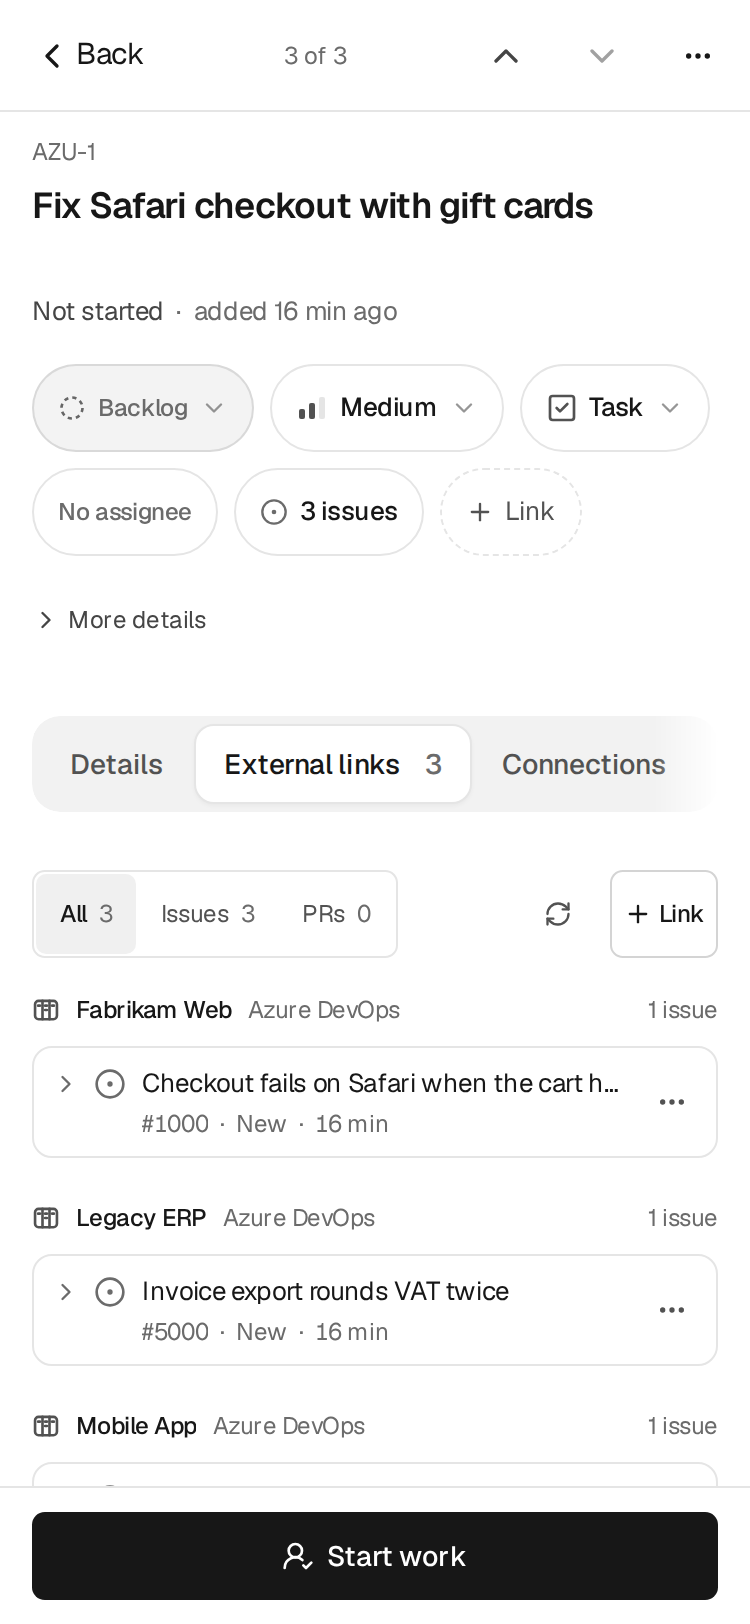 Back
3 of 3
AZU-1
Fix Safari checkout with gift cards
Not started · added 16 min ago
Backlog
Medium
Task
No assignee
3 issues
+ Link
More details
Details
External links 3
Connections
All 3
Issues 3
PRs 0
+ Link
Fabrikam Web Azure DevOps 1 issue
Checkout fails on Safari when the cart h...
#1000 · New · 16 min
Legacy ERP Azure DevOps 1 issue
Invoice export rounds VAT twice
#5000 · New · 16 min
Mobile App Azure DevOps 1 issue
Start work